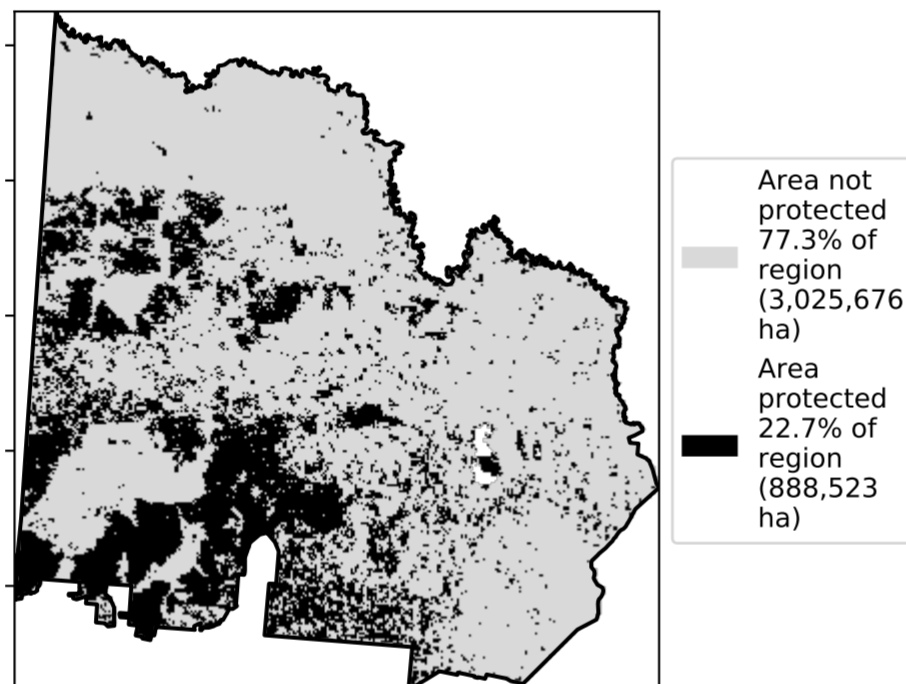 Area not
protected
77.3% of
region
(3,025,676
ha)
Area
protected
22.7% of
region
(888,523
ha)